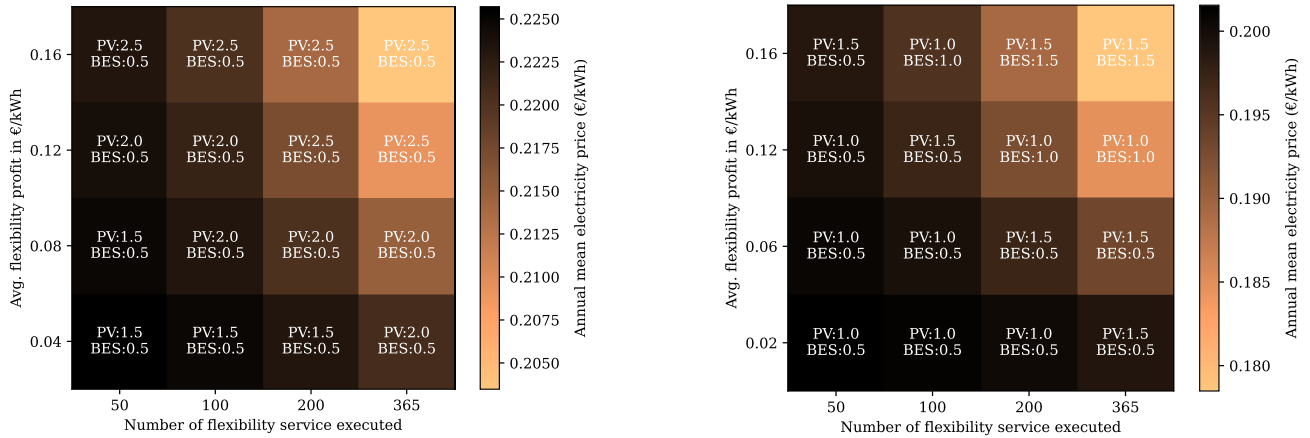 Avg. flexibility profit in €/kWh
0.16
0.12
0.08
0.04
PV:2.5
BES:0.5
PV:2.5
BES:0.5
PV:2.5
BES:0.5
PV:2.5
BES:0.5
PV:2.0
BES:0.5
PV:2.0
BES:0.5
PV:2.5
BES:0.5
PV:2.5
BES:0.5
PV:1.5
BES:0.5
PV:2.0
BES:0.5
PV:2.0
BES:0.5
PV:2.0
BES:0.5
PV:1.5
BES:0.5
PV:1.5
BES:0.5
PV:1.5
BES:0.5
PV:2.0
BES:0.5
50
100
200
365
Number of flexibility service executed
0.2250
0.2225
0.2200
0.2175
0.2150
0.2125
0.2100
0.2075
0.2050
Annual mean electricity price (€/kWh)
Avg. flexibility profit in €/kWh
0.16
0.12
0.06
0.02
PV:1.5
BES:0.5
PV:1.0
BES:1.0
PV:1.5
BES:1.5
PV:1.5
BES:1.5
PV:1.0
BES:0.5
PV:1.5
BES:0.5
PV:1.0
BES:1.0
PV:1.0
BES:1.0
PV:1.0
BES:0.5
PV:1.0
BES:0.5
PV:1.5
BES:0.5
PV:1.5
BES:0.5
PV:1.0
BES:0.5
PV:1.0
BES:0.5
PV:1.0
BES:0.5
PV:1.5
BES:0.5
50
100
200
365
Number of flexibility service executed
0.200
0.195
0.190
0.185
0.180
Annual mean electricity price (€/kWh)